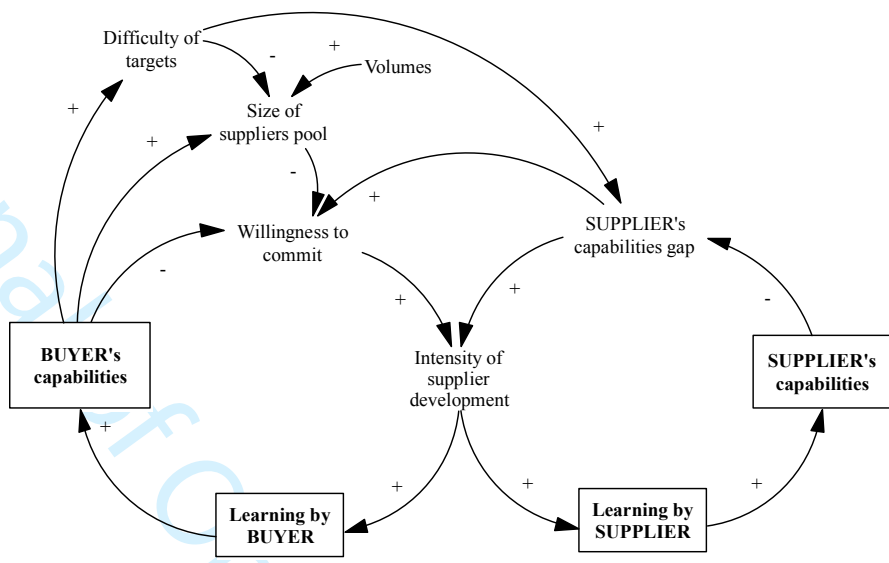 Difficulty of
targets
-
+
Volumes
+
+
Size of
suppliers pool
+
-
+
Willingness to
commit
SUPPLIER's
capabilities gap
-
+
+
-
BUYER's
capabilities
Intensity of
supplier
development
SUPPLIER's
capabilities
+
+
+
+
Learning by
BUYER
Learning by
SUPPLIER